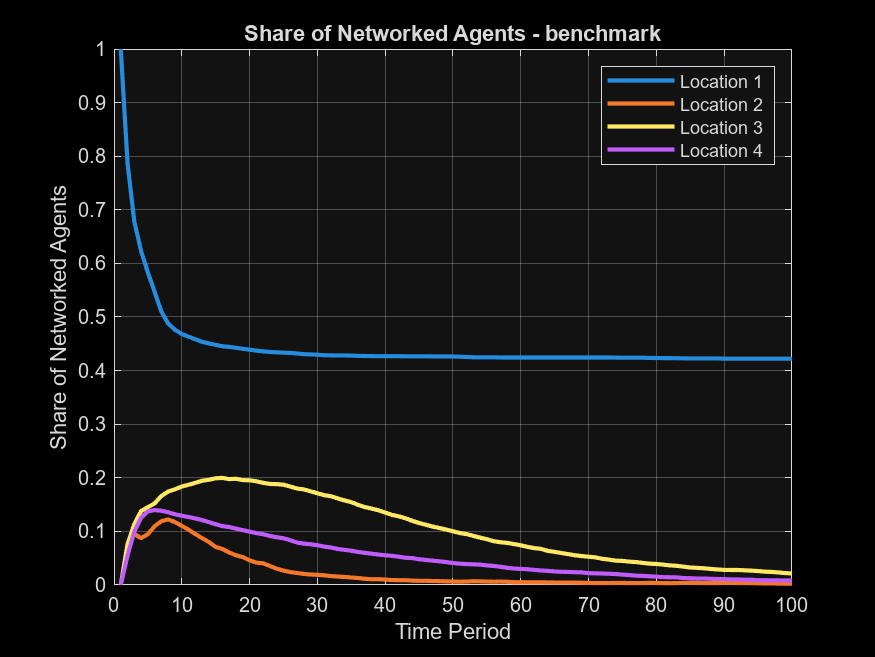 Share of Networked Agents - benchmark
Location 1
Location 2
Location 3
Location 4
Share of Networked Agents
1
0.9
0.8
0.7
0.6
0.5
0.4
0.3
0.2
0.1
0
0 10 20 30 40 50 60 70 80 90 100
Time Period